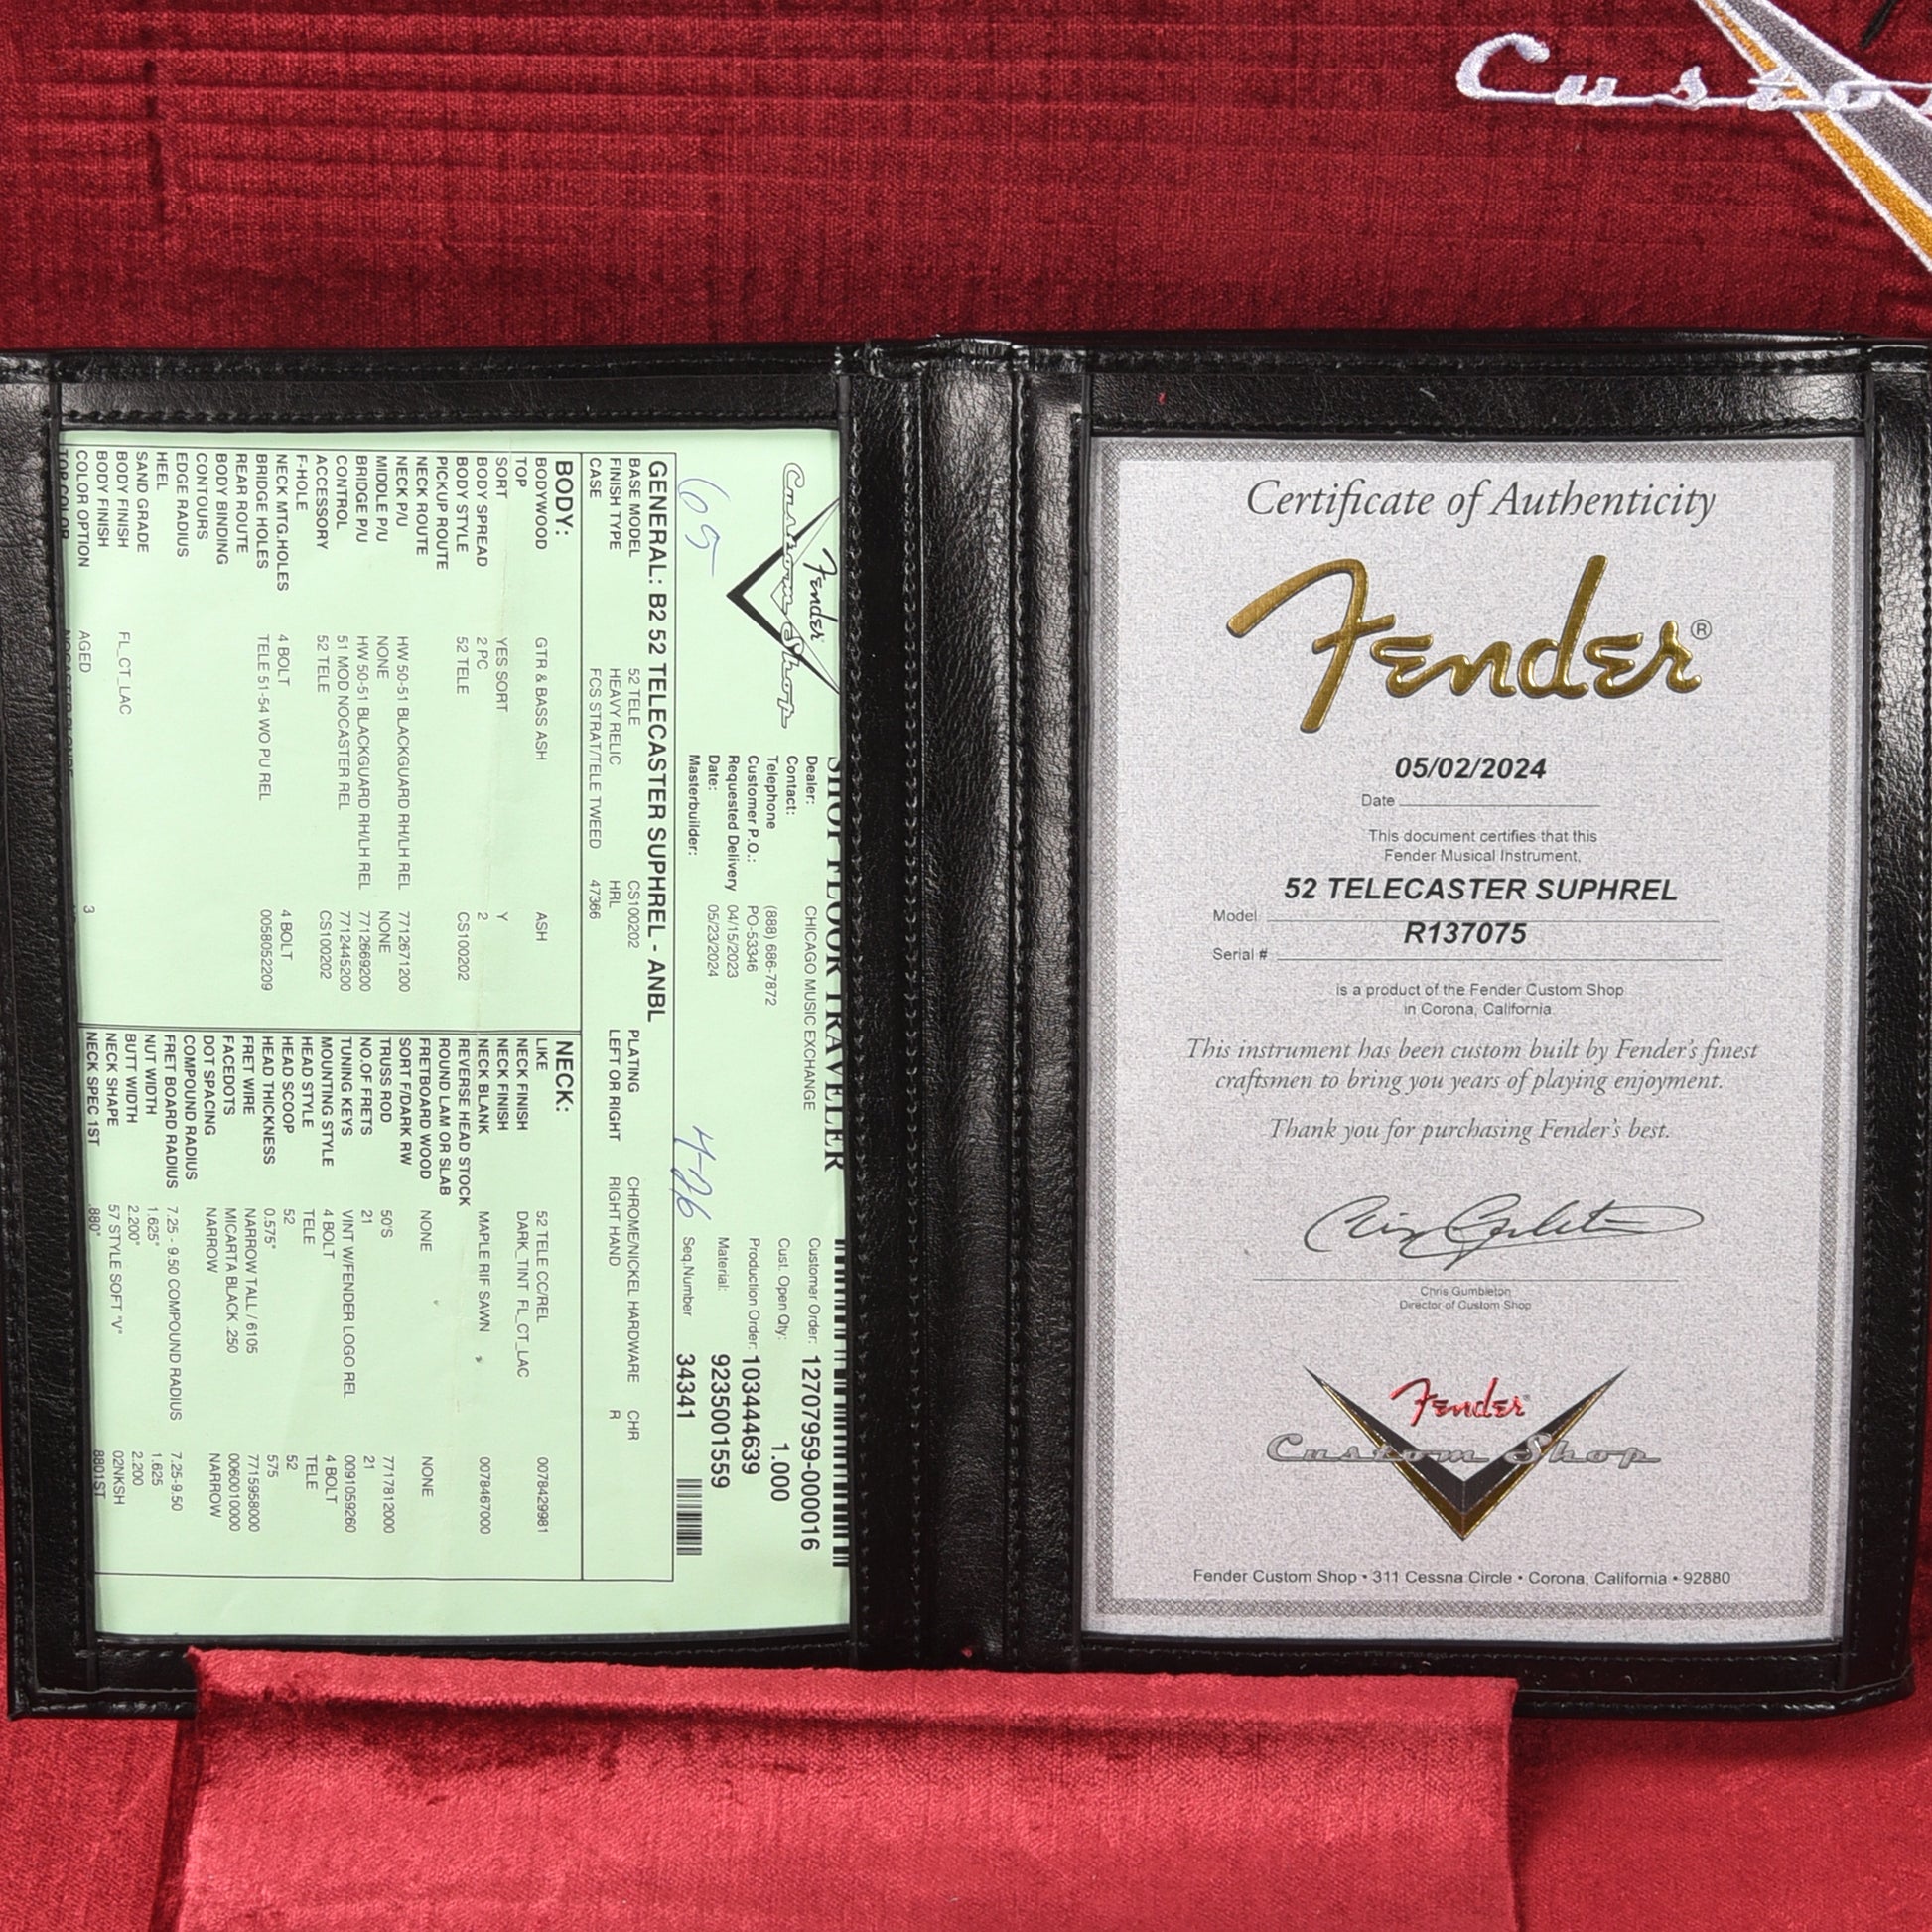 Custo
Fender
Custom Shop
SHOP FLOOR TRAVELER
Dealer: CHICAGO MUSIC EXCHANGE
Contact:
Telephone (888) 686-7872
Customer P.O.: PO-53346
Requested Delivery 04/15/2023
Date: 05/23/2024
Masterbuilder:
Customer Order: 12707959-000016
Cust. Open Qty: 1.000
Production Order: 103444639
Material: 9235001559
Seq.Number 34341
65
4-26
GENERAL: B2 52 TELECASTER SUPHREL - ANBL
BASE MODEL 52 TELE CS100202 PLATING CHROME/NICKEL HARDWARE CHR
FINISH TYPE HEAVY RELIC HRL LEFT OR RIGHT RIGHT HAND R
CASE FCS STRAT/TELE TWEED 47366
BODY:
BODYWOOD GTR & BASS ASH ASH
TOP
SORT YES SORT Y
BODY SPREAD 2 PC 2
BODY STYLE 52 TELE CS100202
PICKUP ROUTE
NECK ROUTE
NECK P/U HW 50-51 BLACKGUARD RH/LH REL 7712671200
MIDDLE P/U NONE NONE
BRIDGE P/U HW 50-51 BLACKGUARD RH/LH REL 7712669200
CONTROL 51 MOD NOCASTER REL 7712445200
ACCESSORY 52 TELE CS100202
F-HOLE
NECK MTG.HOLES 4 BOLT 4 BOLT
BRIDGE HOLES TELE 51-54 WO PU REL 0058052209
REAR ROUTE
BODY BINDING
CONTOURS
EDGE RADIUS
HEEL
SAND GRADE
BODY FINISH FL_CT_LAC
BODY FINISH
COLOR OPTION AGED 3
TOP COLOR
NECK:
LIKE 52 TELE CC/REL 0078429981
NECK FINISH DARK_TINT FL_CT_LAC
NECK FINISH
NECK BLANK MAPLE RIF SAWN 0078467000
REVERSE HEAD STOCK
ROUND LAM OR SLAB
FRETBOARD WOOD NONE NONE
SORT F/DARK RW
TRUSS ROD 50'S 7717812000
NO.OF FRETS 21 21
TUNING KEYS VINT W/FENDER LOGO REL 0091059260
MOUNTING STYLE 4 BOLT 4 BOLT
HEAD STYLE TELE TELE
HEAD SCOOP 52 52
HEAD THICKNESS 0.575" 575
FRET WIRE NARROW TALL / 6105 7715958000
FACEDOTS MICARTA BLACK .250 0060010000
DOT SPACING NARROW NARROW
COMPOUND RADIUS
FRET BOARD RADIUS 7.25 - 9.50 COMPOUND RADIUS 7.25-9.50
NUT WIDTH 1.625" 1.625
BUTT WIDTH 2.200" 2.200
NECK SHAPE 57 STYLE SOFT "V" 02NKSH
NECK SPEC 1ST .880" 8801ST
Certificate of Authenticity
Fender®
05/02/2024
Date
This document certifies that this
Fender Musical Instrument,
52 TELECASTER SUPHREL
Model
R137075
Serial #
is a product of the Fender Custom Shop
in Corona, California.
This instrument has been custom built by Fender's finest
craftsmen to bring you years of playing enjoyment.
Thank you for purchasing Fender's best.
Chris Gumbleton
Director of Custom Shop
Fender
Custom Shop
Fender Custom Shop • 311 Cessna Circle • Corona, California • 92880